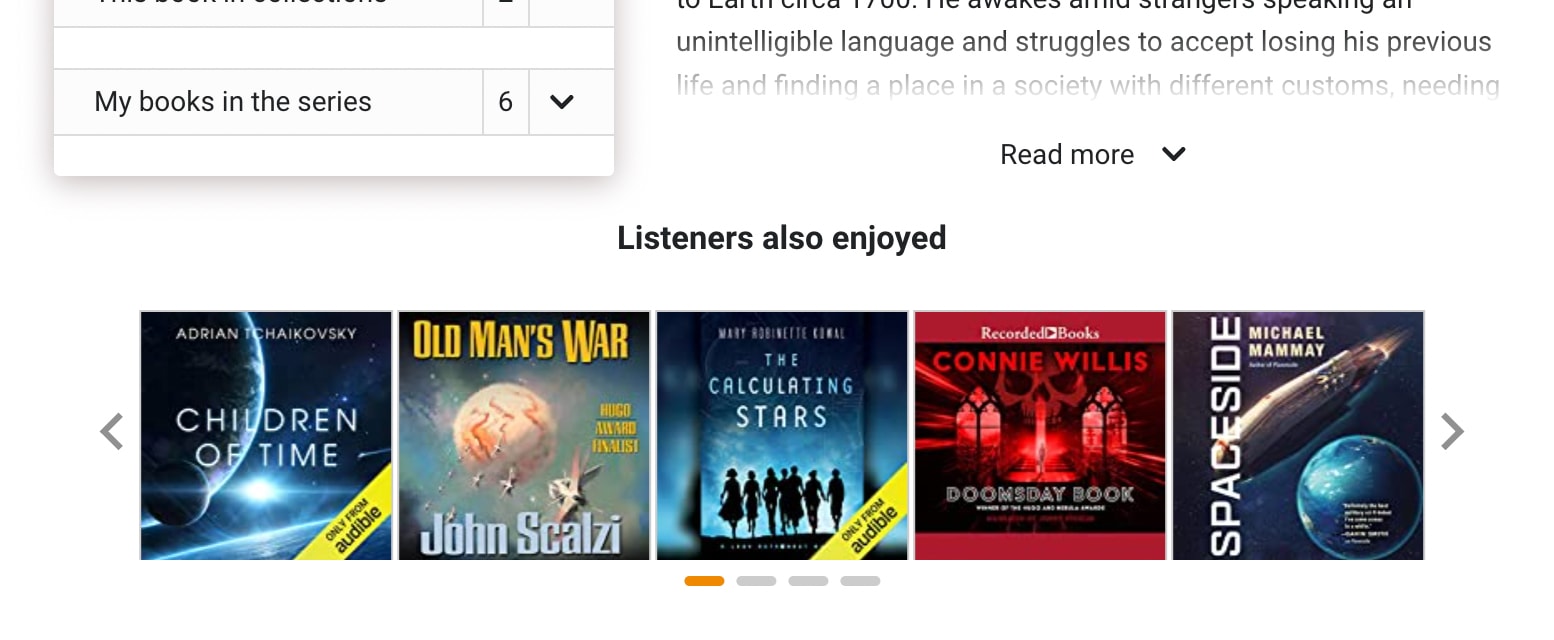 This book in collections 2
to Earth circa 1700. He awakes amid strangers speaking an
unintelligible language and struggles to accept losing his previous
life and finding a place in a society with different customs, needing
My books in the series 6
Read more
Listeners also enjoyed
ADRIAN TCHAIKOVSKY
CHILDREN
OF TIME
ONLY FROM
audible
OLD MAN'S WAR
HUGO
AWARD
FINALIST
John Scalzi
MARY ROBINETTE KOWAL
THE
CALCULATING
STARS
ONLY FROM
audible
Recorded Books
CONNIE WILLIS
DOOMSDAY BOOK
WINNER OF THE HUGO AND NEBULA AWARDS
SPACESIDE
MICHAEL
MAMMAY
Author of Planetside